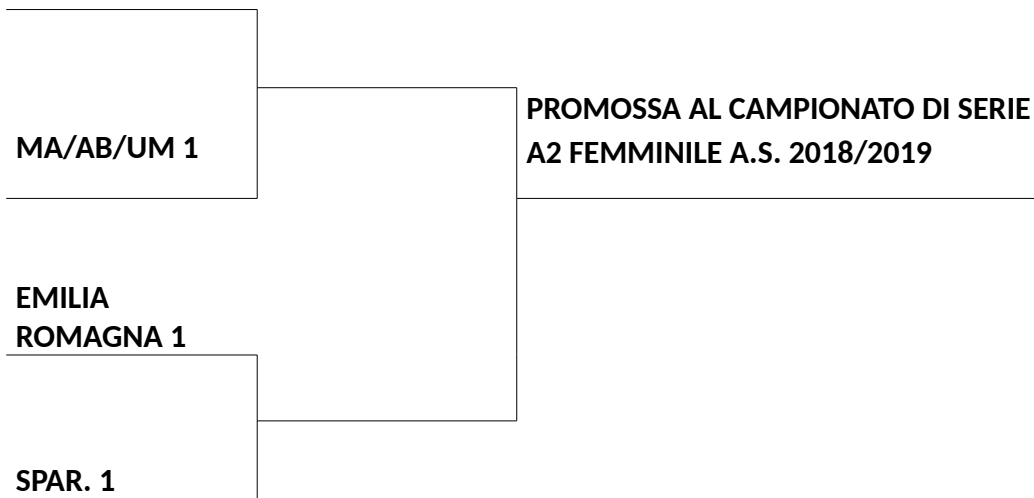 PROMOSSA AL CAMPIONATO DI SERIE
A2 FEMMINILE A.S. 2018/2019
MA/AB/UM 1
EMILIA
ROMAGNA 1
SPAR. 1